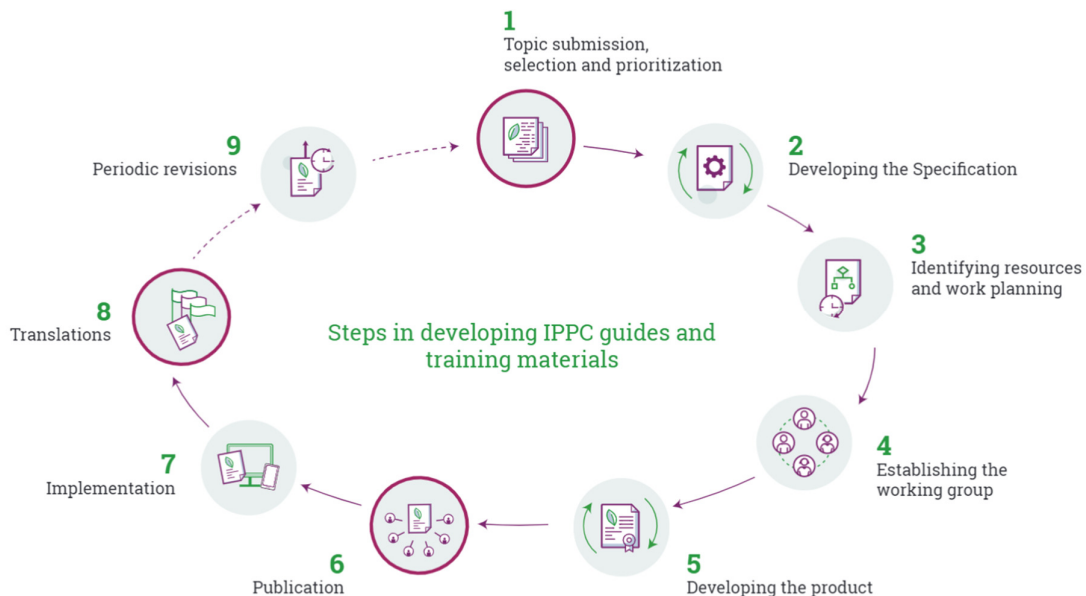 1
Topic submission,
selection and prioritization
2
Developing the Specification
3
Identifying resources
and work planning
4
Establishing the
working group
5
Developing the product
6
Publication
7
Implementation
8
Translations
9
Periodic revisions
Steps in developing IPPC guides and
training materials